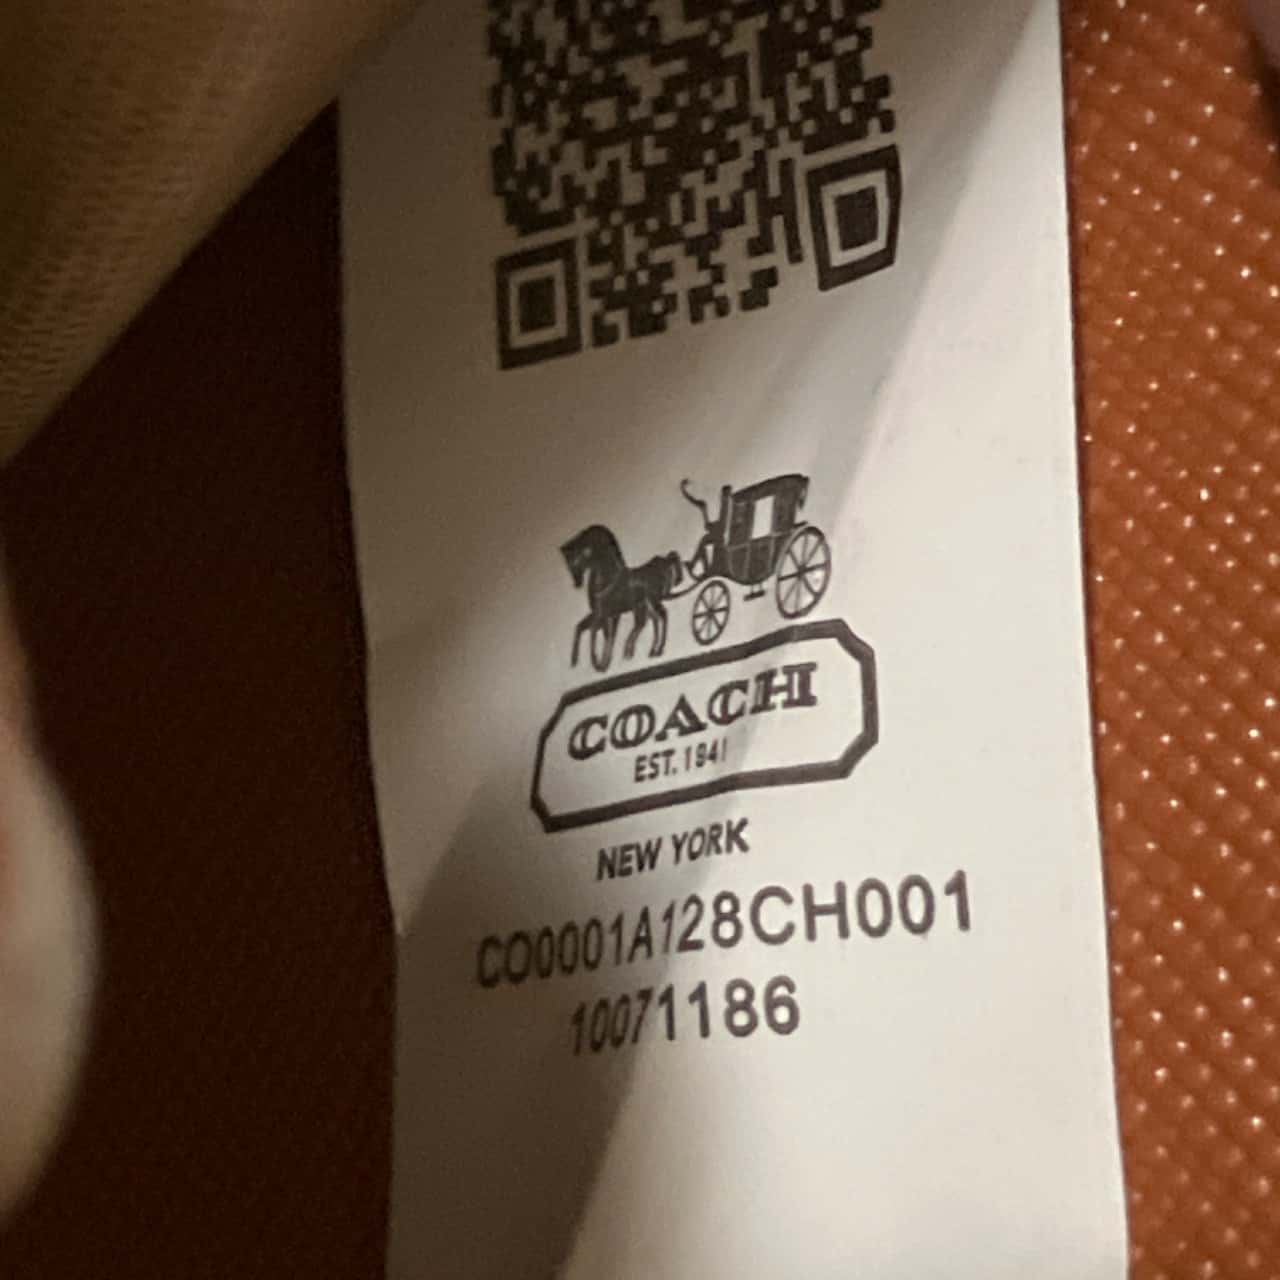 COACH
EST. 1941
NEW YORK
CO0001A128CH001
10071186